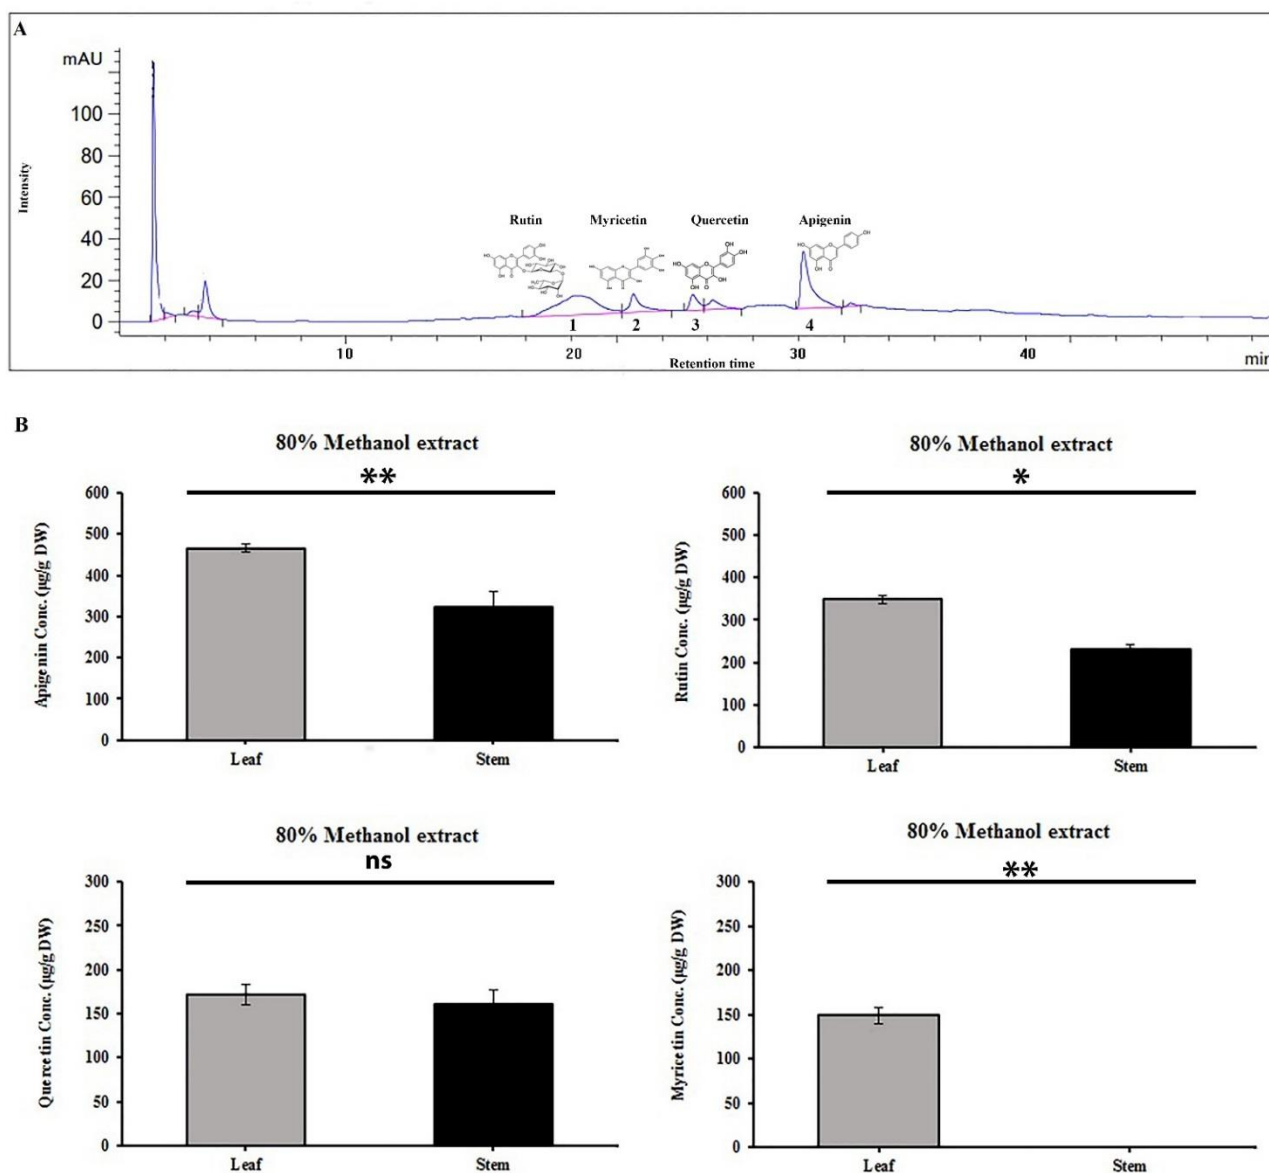 A
mAU
100
80
60
40
20
0
Intensity
Rutin Myricetin Quercetin Apigenin
1 2 3 4
10 20 30 40
Retention time
min
B
80% Methanol extract
**
600
500
400
300
200
100
0
Apigenin Conc. (µg/g DW)
Leaf Stem
80% Methanol extract
*
600
500
400
300
200
100
0
Rutin Conc. (µg/g DW)
Leaf Stem
80% Methanol extract
ns
300
250
200
150
100
50
0
Quercetin Conc. (µg/g DW)
Leaf Stem
80% Methanol extract
**
300
250
200
150
100
50
0
Myricetin Conc. (µg/g DW)
Leaf Stem